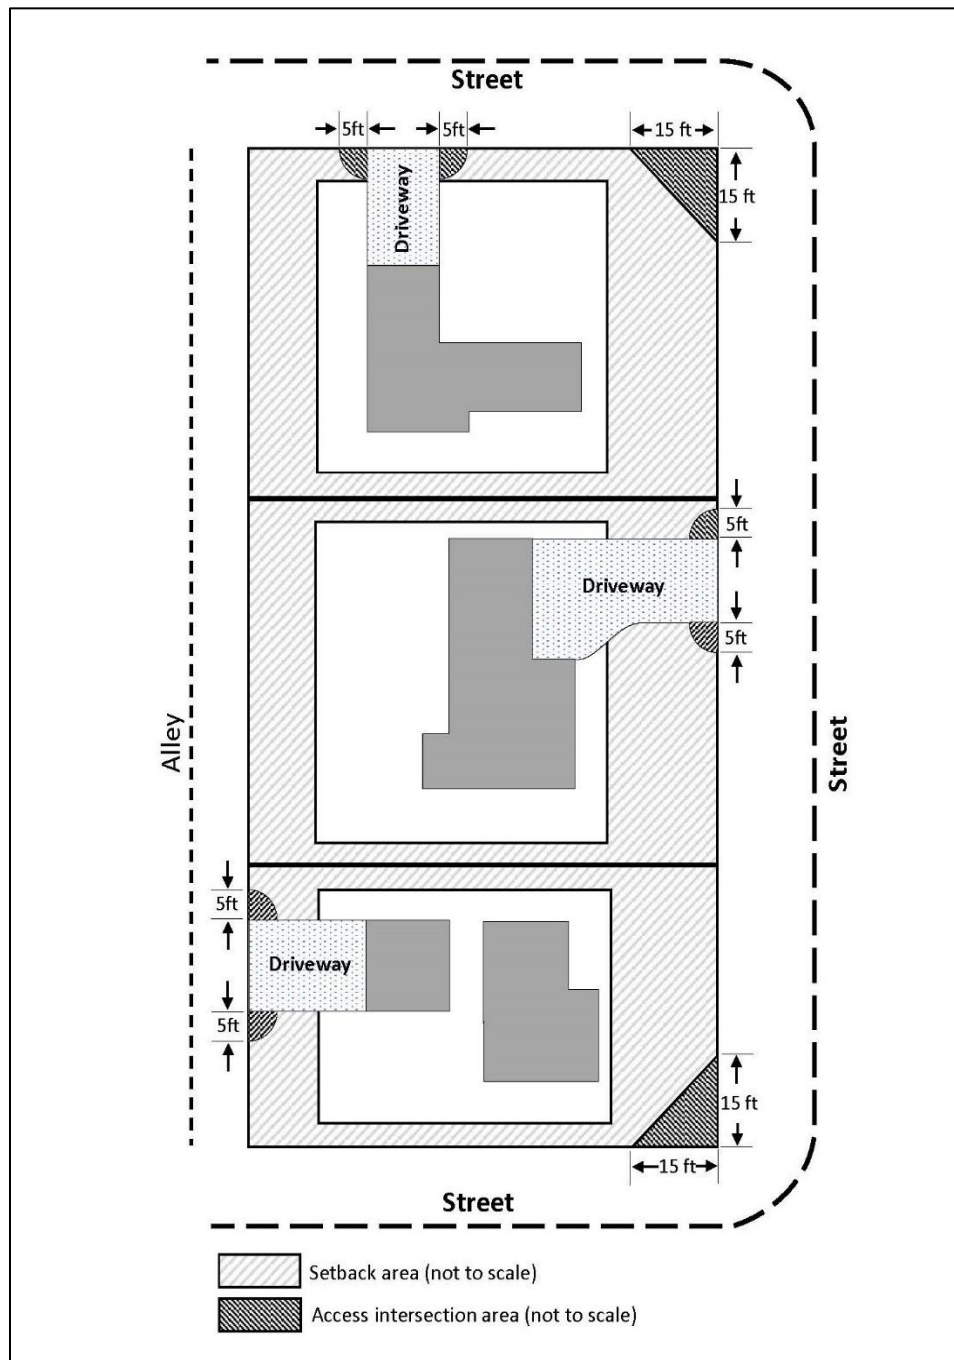 Street
5ft
5ft
15 ft
15 ft
Driveway
5ft
Driveway
5ft
Alley
Street
5ft
Driveway
5ft
15 ft
15 ft
Street
Setback area (not to scale)
Access intersection area (not to scale)